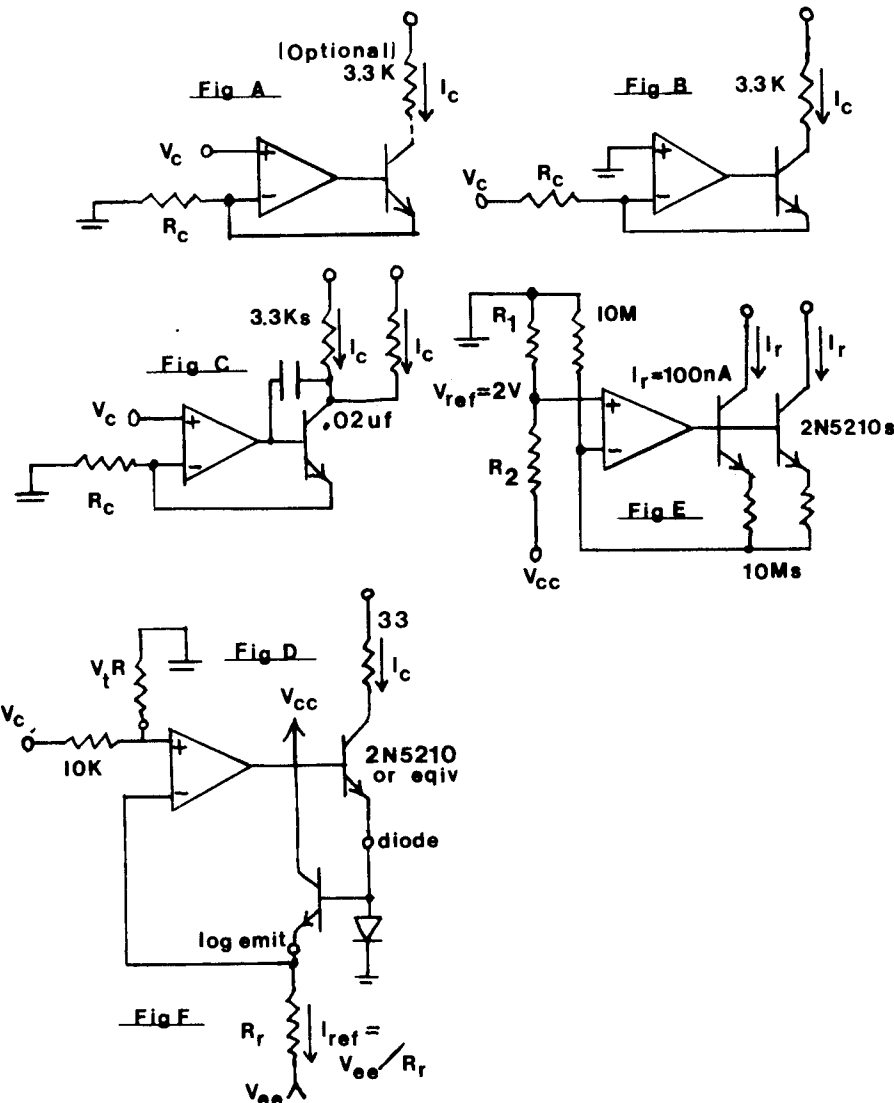 (Optional)
3.3K
Ic
Fig A
Vc
+
−
Rc
Fig B
3.3K
Ic
Vc
Rc
+
−
3.3Ks
Ic
Ic
Fig C
Vc
+
−
.02uf
Rc
R1
10M
Ir
Ir
Ir=100nA
Vref=2V
+
−
2N5210s
R2
Fig E
Vcc
10Ms
33
Fig D
Ic
VtR
Vcc
Vc
+
−
10K
2N5210
or eqiv
diode
log emit
Fig F
Rr
Iref=
Vee/Rr
Vee